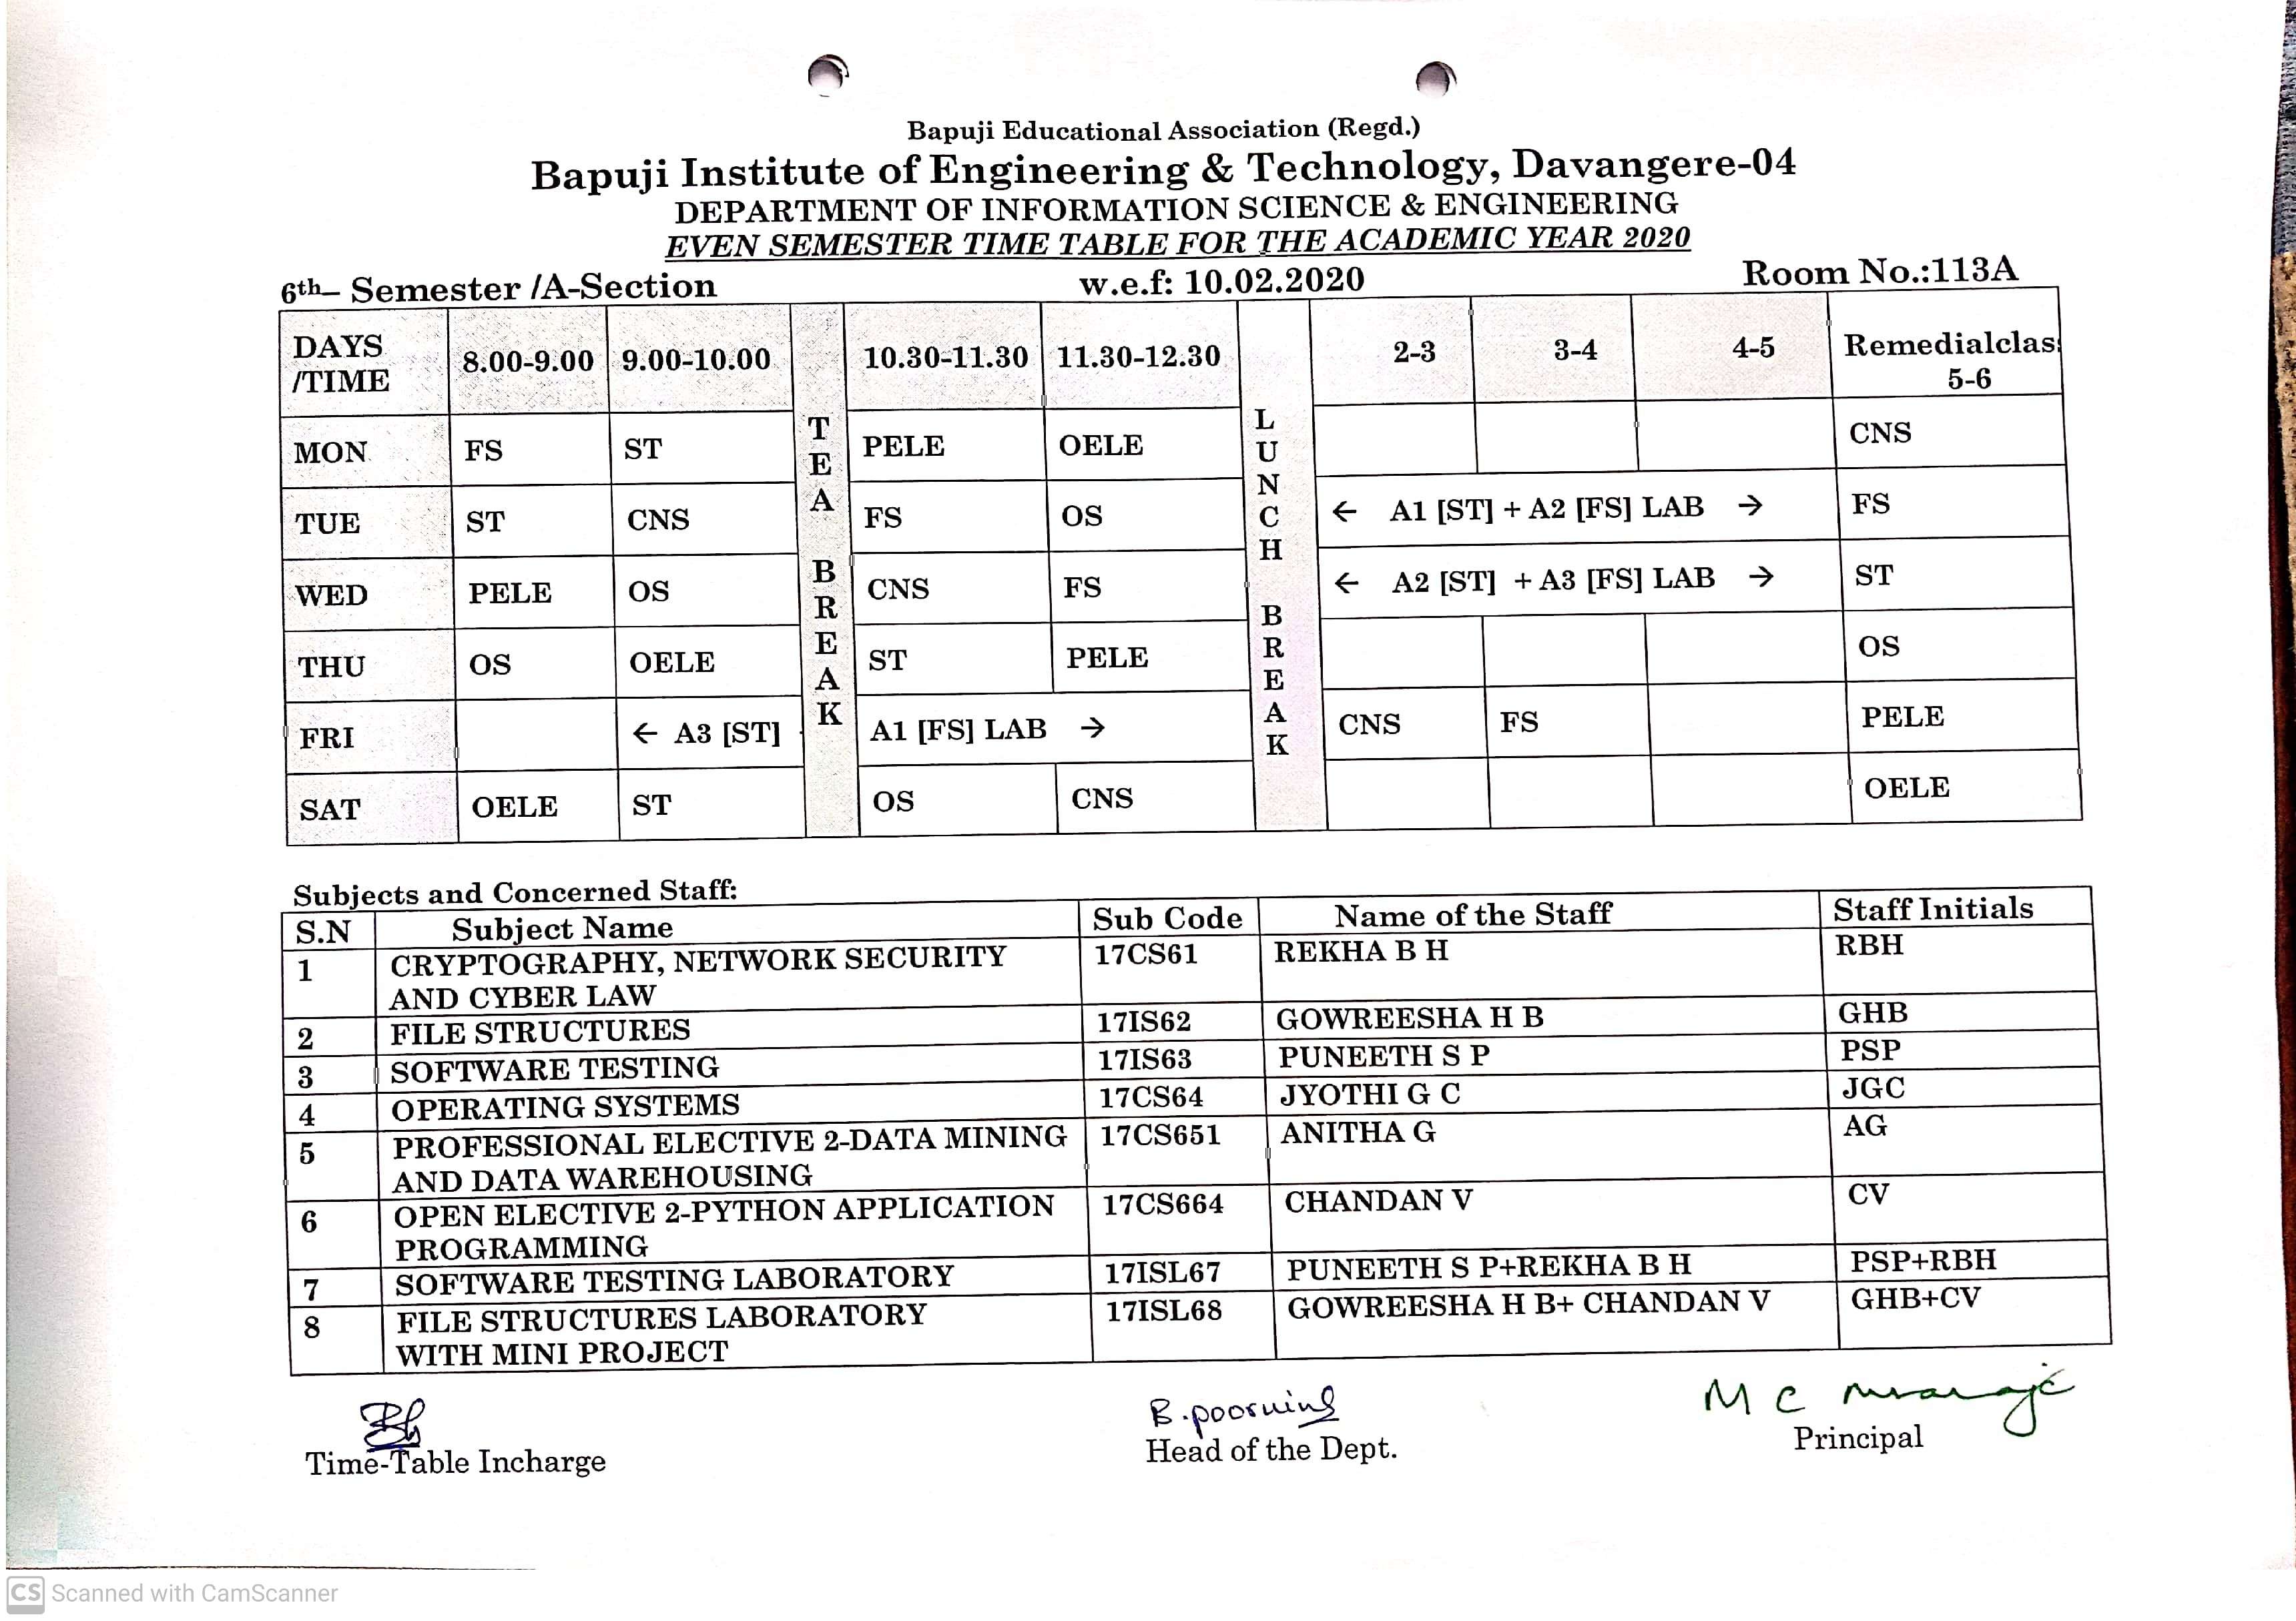 Bapuji Educational Association (Regd.)
Bapuji Institute of Engineering & Technology, Davangere-04
DEPARTMENT OF INFORMATION SCIENCE & ENGINEERING
EVEN SEMESTER TIME TABLE FOR THE ACADEMIC YEAR 2020
6th– Semester /A-Section w.e.f: 10.02.2020 Room No.:113A
DAYS /TIME 8.00-9.00 9.00-10.00 TEA BREAK 10.30-11.30 11.30-12.30 LUNCH BREAK 2-3 3-4 4-5 Remedialclas 5-6
MON FS ST PELE OELE CNS
TUE ST CNS FS OS ← A1 [ST] + A2 [FS] LAB → FS
WED PELE OS CNS FS ← A2 [ST] + A3 [FS] LAB → ST
THU OS OELE ST PELE OS
FRI ← A3 [ST] A1 [FS] LAB → CNS FS PELE
SAT OELE ST OS CNS OELE
Subjects and Concerned Staff:
S.N Subject Name Sub Code Name of the Staff Staff Initials
1 CRYPTOGRAPHY, NETWORK SECURITY 17CS61 REKHA B H RBH
AND CYBER LAW
2 FILE STRUCTURES 17IS62 GOWREESHA H B GHB
3 SOFTWARE TESTING 17IS63 PUNEETH S P PSP
4 OPERATING SYSTEMS 17CS64 JYOTHI G C JGC
5 PROFESSIONAL ELECTIVE 2-DATA MINING 17CS651 ANITHA G AG
AND DATA WAREHOUSING
6 OPEN ELECTIVE 2-PYTHON APPLICATION 17CS664 CHANDAN V CV
PROGRAMMING
7 SOFTWARE TESTING LABORATORY 17ISL67 PUNEETH S P+REKHA B H PSP+RBH
8 FILE STRUCTURES LABORATORY 17ISL68 GOWREESHA H B+ CHANDAN V GHB+CV
WITH MINI PROJECT
B. poornima M C
Time-Table Incharge Head of the Dept. Principal
CS Scanned with CamScanner